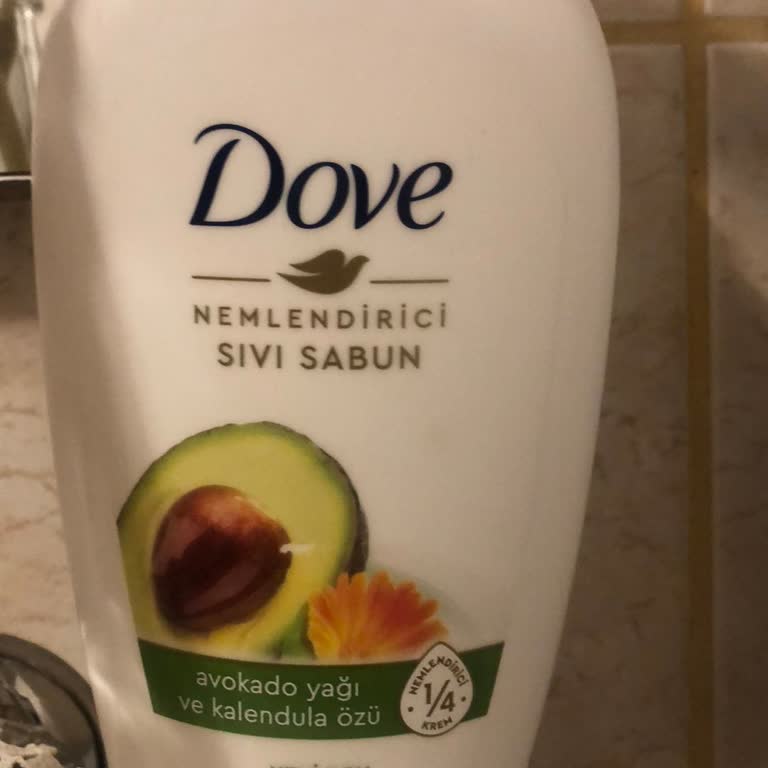 Dove
NEMLENDİRİCİ
SIVI SABUN
avokado yağı
ve kalendula özü
NEMLENDİRİCİ
1/4
KREM